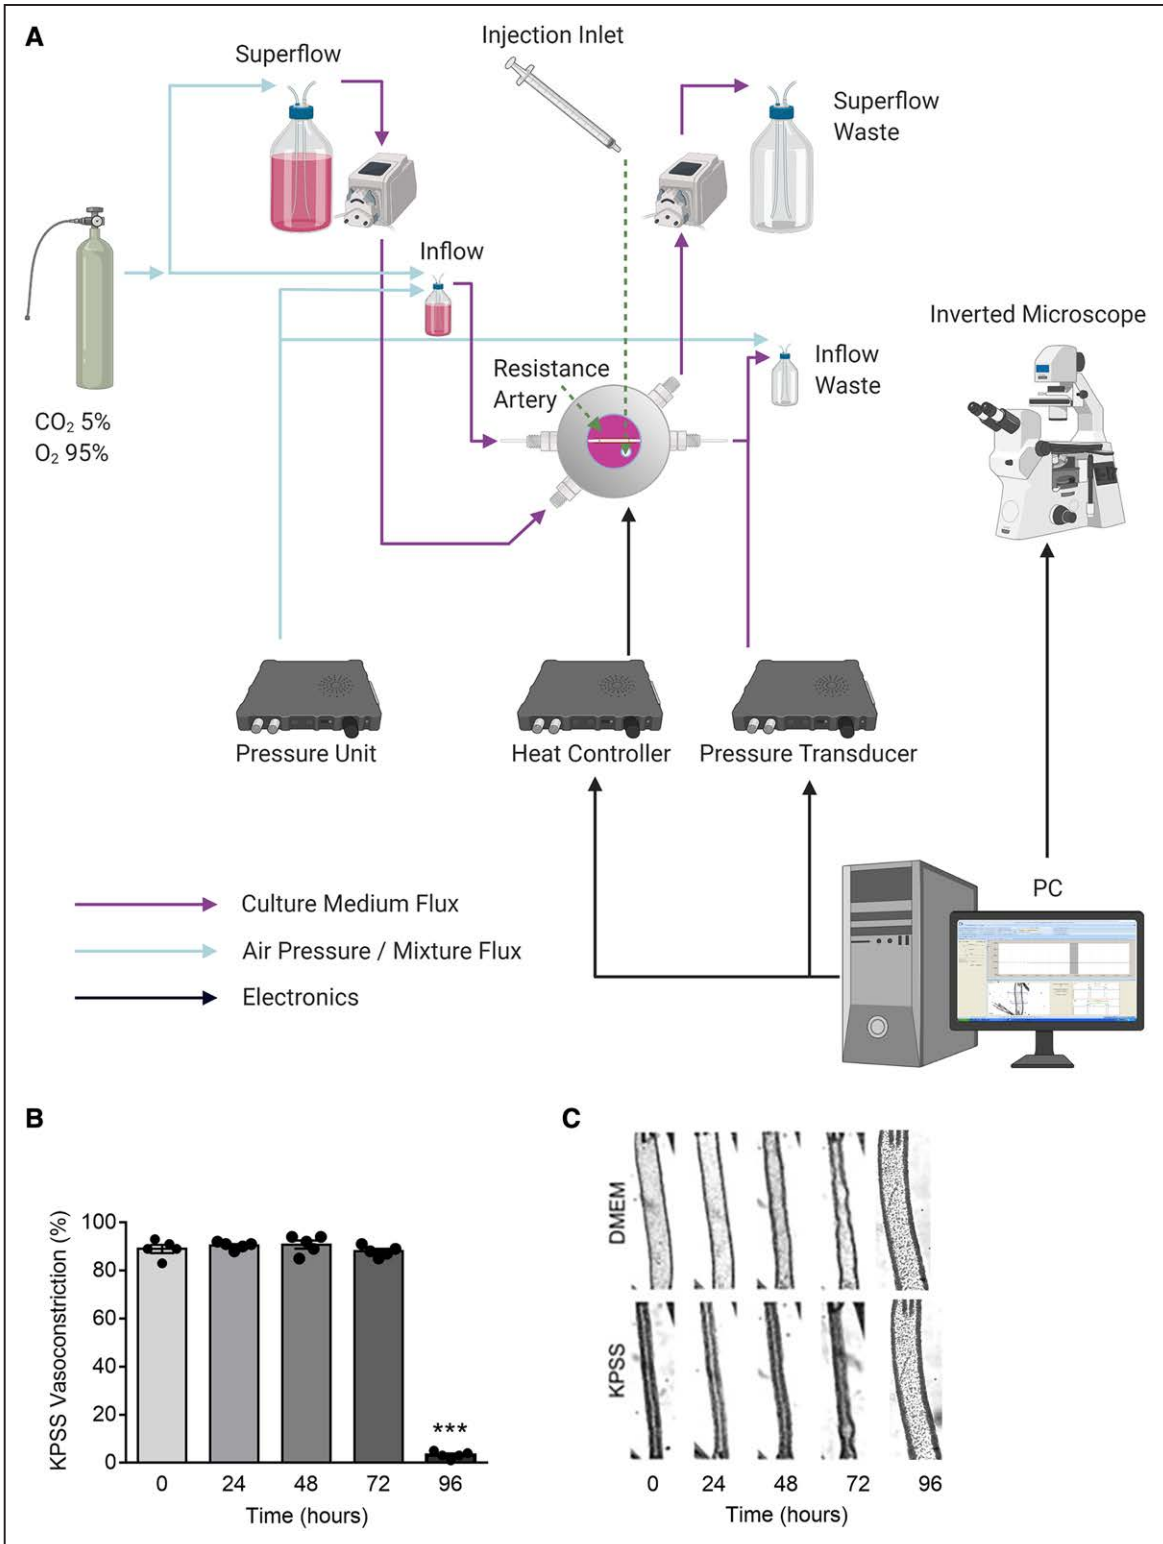 A
Injection Inlet
Superflow
Superflow
Waste
Inflow
Inverted Microscope
Inflow
Waste
Resistance
Artery
CO₂ 5%
O₂ 95%
Pressure Unit
Heat Controller
Pressure Transducer
PC
Culture Medium Flux
Air Pressure / Mixture Flux
Electronics
B
KPSS Vasoconstriction (%)
100
80
60
40
20
0
***
0 24 48 72 96
Time (hours)
C
DMEM
KPSS
0 24 48 72 96
Time (hours)